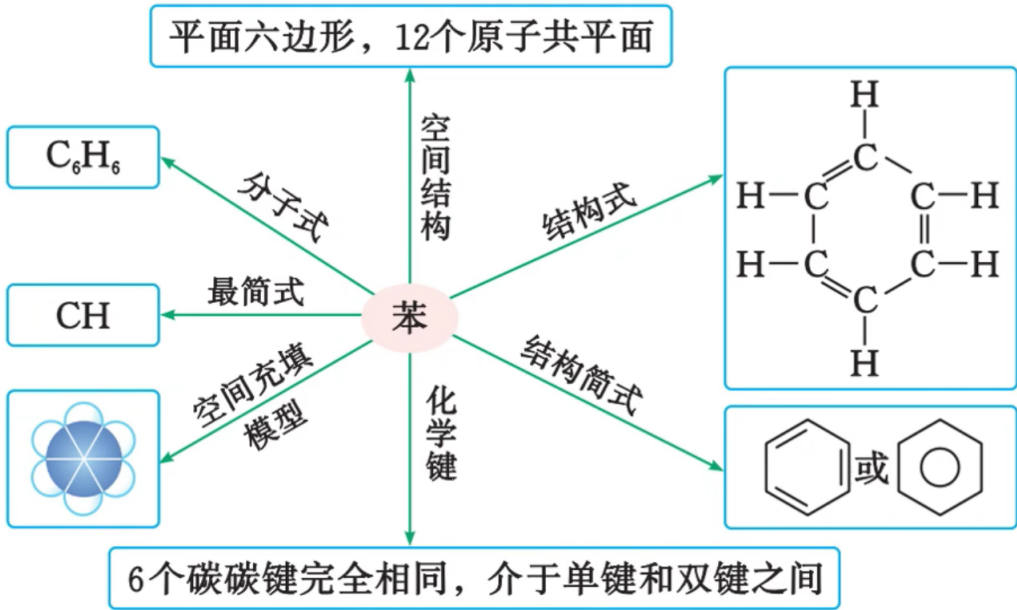 平面六边形，12个原子共平面
空间结构
C₆H₆
分子式
结构式
H
C
H—C C—H
H—C C—H
C
H
最简式
CH
苯
空间充填
模型
化学键
结构简式
或
6个碳碳键完全相同，介于单键和双键之间